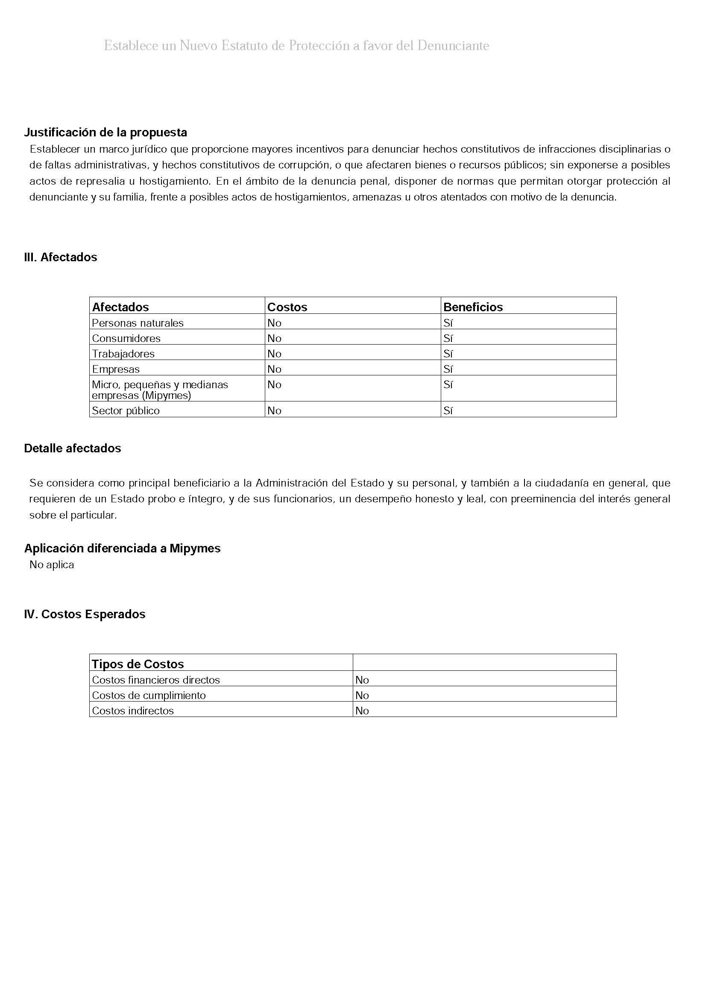 Establece un Nuevo Estatuto de Protección a favor del Denunciante
Justificación de la propuesta
Establecer un marco jurídico que proporcione mayores incentivos para denunciar hechos constitutivos de infracciones disciplinarias o
de faltas administrativas, y hechos constitutivos de corrupción, o que afectaren bienes o recursos públicos; sin exponerse a posibles
actos de represalia u hostigamiento. En el ámbito de la denuncia penal, disponer de normas que permitan otorgar protección al
denunciante y su familia, frente a posibles actos de hostigamientos, amenazas u otros atentados con motivo de la denuncia.
III. Afectados
Afectados Costos Beneficios
Personas naturales No Sí
Consumidores No Sí
Trabajadores No Sí
Empresas No Sí
Micro, pequeñas y medianas No Sí
empresas (Mipymes)
Sector público No Sí
Detalle afectados
Se considera como principal beneficiario a la Administración del Estado y su personal, y también a la ciudadanía en general, que
requieren de un Estado probo e íntegro, y de sus funcionarios, un desempeño honesto y leal, con preeminencia del interés general
sobre el particular.
Aplicación diferenciada a Mipymes
No aplica
IV. Costos Esperados
Tipos de Costos
Costos financieros directos No
Costos de cumplimiento No
Costos indirectos No